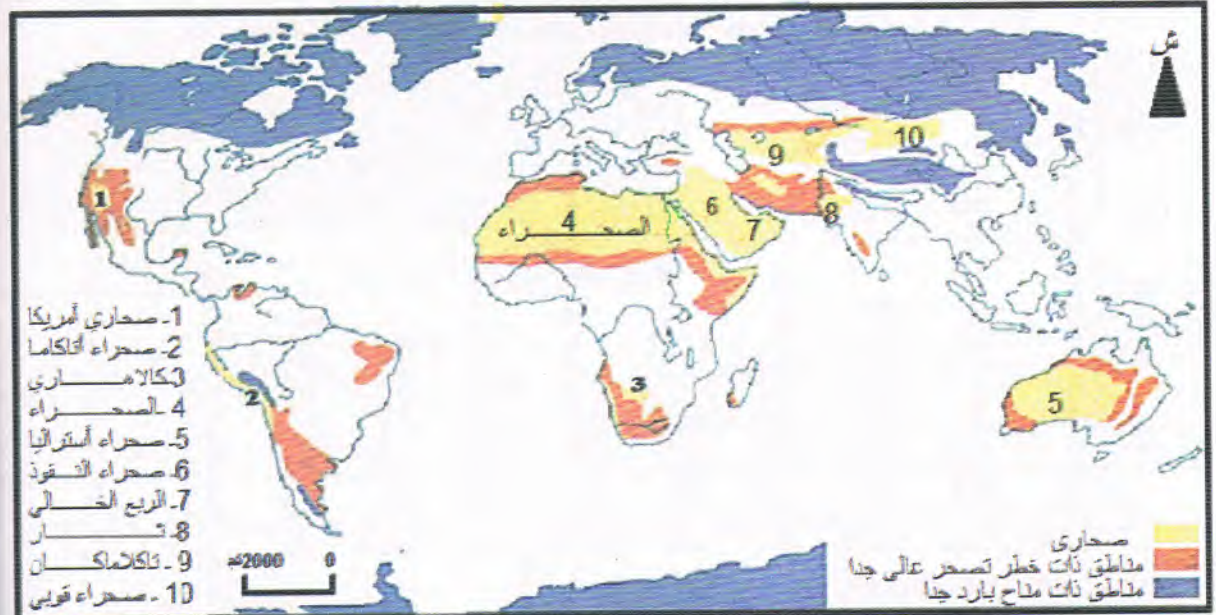 ش
1
2
3
4
5
6
7
8
9
10
الصحراء
1- صحاري أمريكا
2- صحراء أتاكاما
3- كالاهاري
4- الصحراء
5- صحراء أستراليا
6- صحراء النفوذ
7- الربع الخالي
8- تار
9- تاكلاماكان
10- صحراء قوبي
0 2000كم
صحاري
مناطق ذات خطر تصحر عالي جدا
مناطق ذات مناح بارد جدا